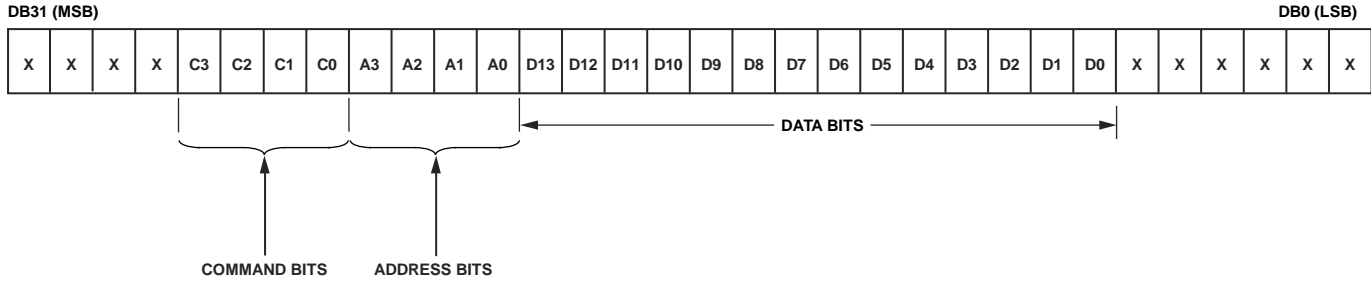 DB31 (MSB) DB0 (LSB)
X X X X C3 C2 C1 C0 A3 A2 A1 A0 D13 D12 D11 D10 D9 D8 D7 D6 D5 D4 D3 D2 D1 D0 X X X X X X
DATA BITS
COMMAND BITS ADDRESS BITS